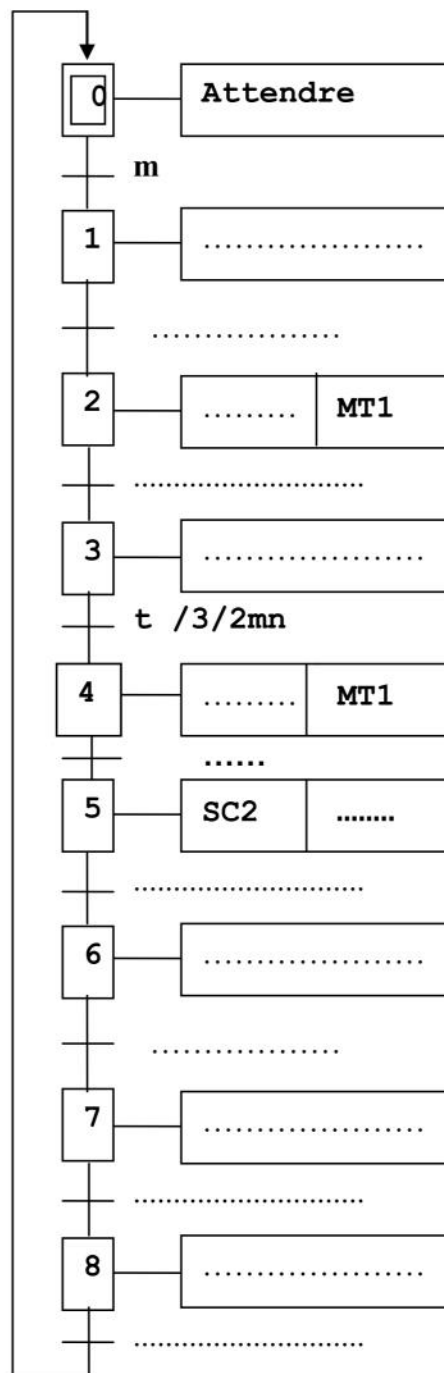 0 Attendre
m
1 .....................
...................
2 ......... MT1
..............................
3 .....................
t /3/2mn
4 ......... MT1
......
5 SC2 ........
..............................
6 .....................
...................
7 .....................
..............................
8 .....................
..............................